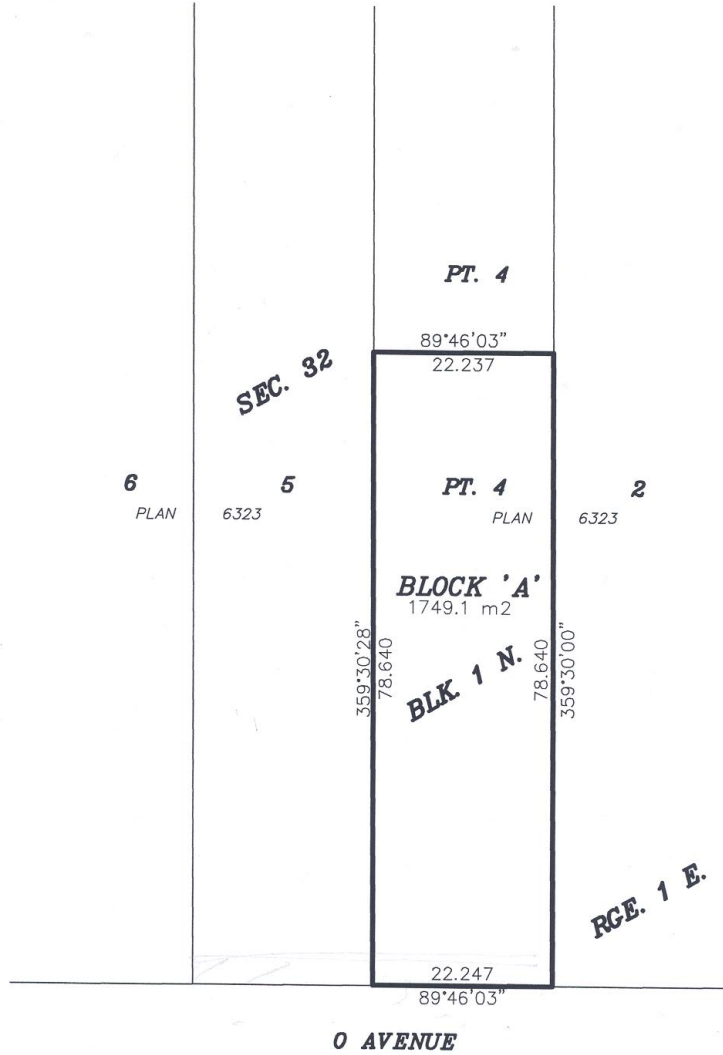 PT. 4
89°46'03"
22.237
SEC. 32
6
5
PT. 4
2
PLAN 6323
PLAN 6323
BLOCK 'A'
1749.1 m2
359°30'28"
78.640
BLK. 1 N.
78.640
359°30'00"
RGE. 1 E.
22.247
89°46'03"
0 AVENUE